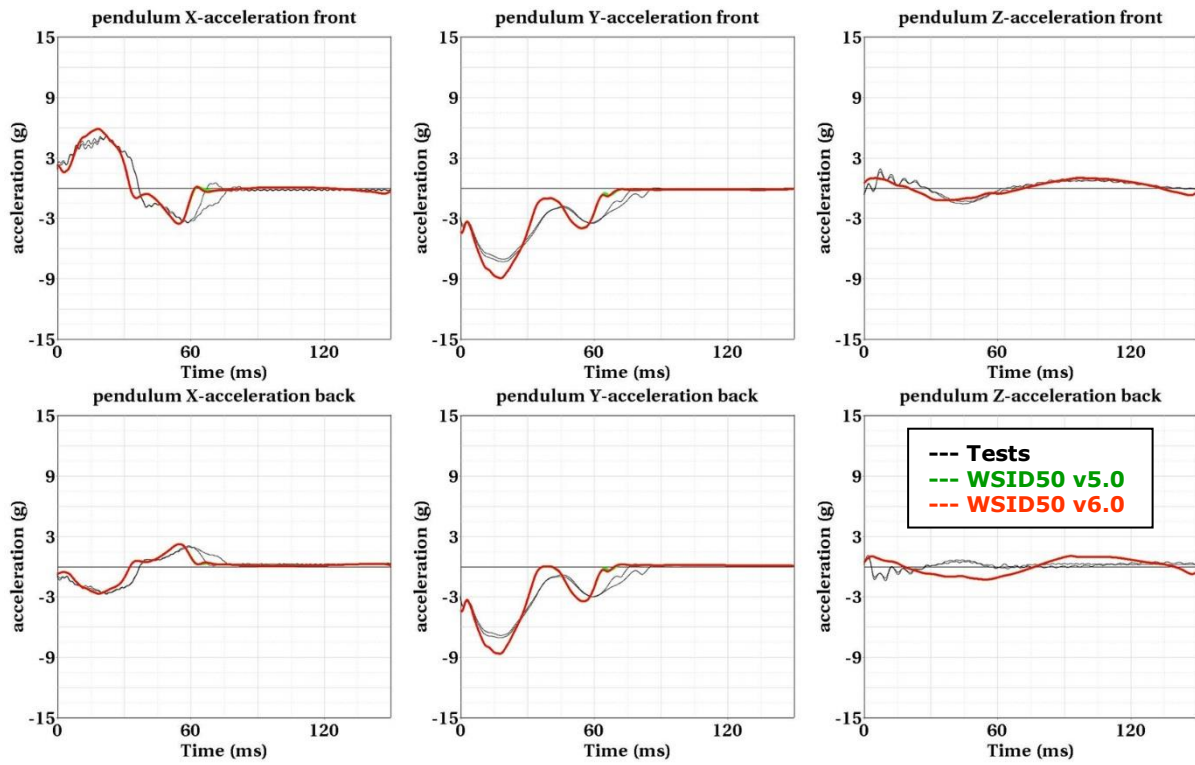 pendulum X-acceleration front
pendulum Y-acceleration front
pendulum Z-acceleration front
acceleration (g)
15
9
3
-3
-9
-15
0
60
120
Time (ms)
acceleration (g)
15
9
3
-3
-9
-15
0
60
120
Time (ms)
acceleration (g)
15
9
3
-3
-9
-15
0
60
120
Time (ms)
pendulum X-acceleration back
pendulum Y-acceleration back
pendulum Z-acceleration back
acceleration (g)
15
9
3
-3
-9
-15
0
60
120
Time (ms)
acceleration (g)
15
9
3
-3
-9
-15
0
60
120
Time (ms)
acceleration (g)
15
9
3
-3
-9
-15
0
60
120
Time (ms)
--- Tests
--- WSID50 v5.0
--- WSID50 v6.0